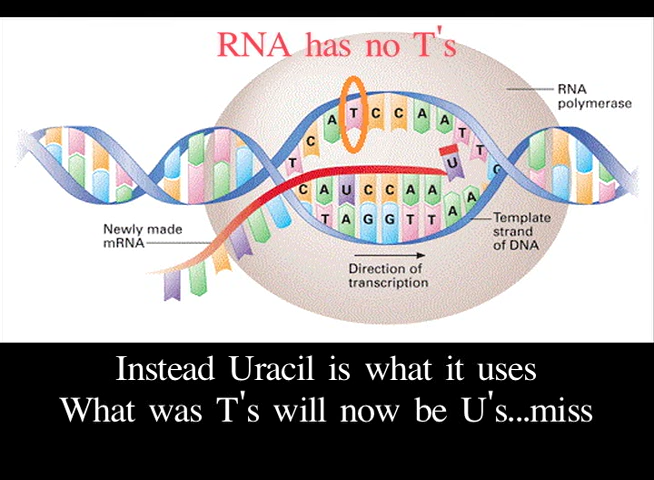 RNA has no T's
RNA
polymerase
T C A T C C A A T T G
U
C A U C C A A
T A G G T T A A
Newly made
mRNA
Template
strand
of DNA
Direction of
transcription
Instead Uracil is what it uses
What was T's will now be U's...miss